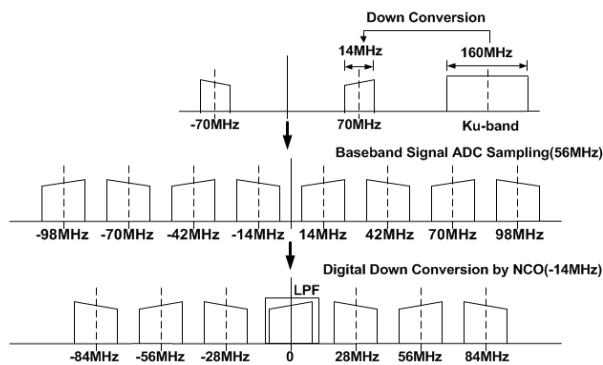 Down Conversion
14MHz 160MHz
-70MHz 70MHz Ku-band
Baseband Signal ADC Sampling(56MHz)
-98MHz -70MHz -42MHz -14MHz 14MHz 42MHz 70MHz 98MHz
Digital Down Conversion by NCO(-14MHz)
LPF
-84MHz -56MHz -28MHz 0 28MHz 56MHz 84MHz